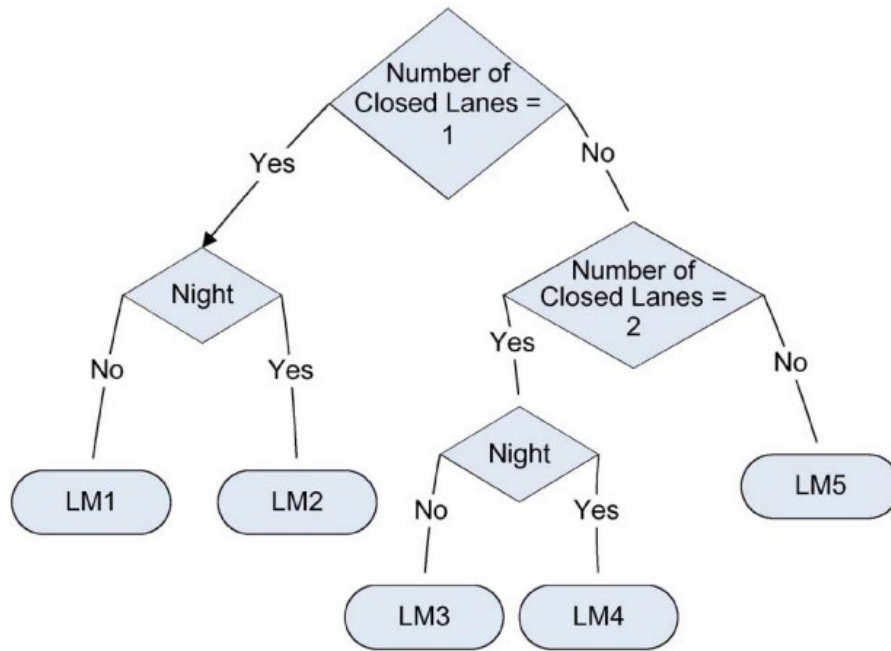 Number of
Closed Lanes =
1
Yes
No
Night
Number of
Closed Lanes =
2
No
Yes
Yes
No
Night
LM1
LM2
LM5
No
Yes
LM3
LM4